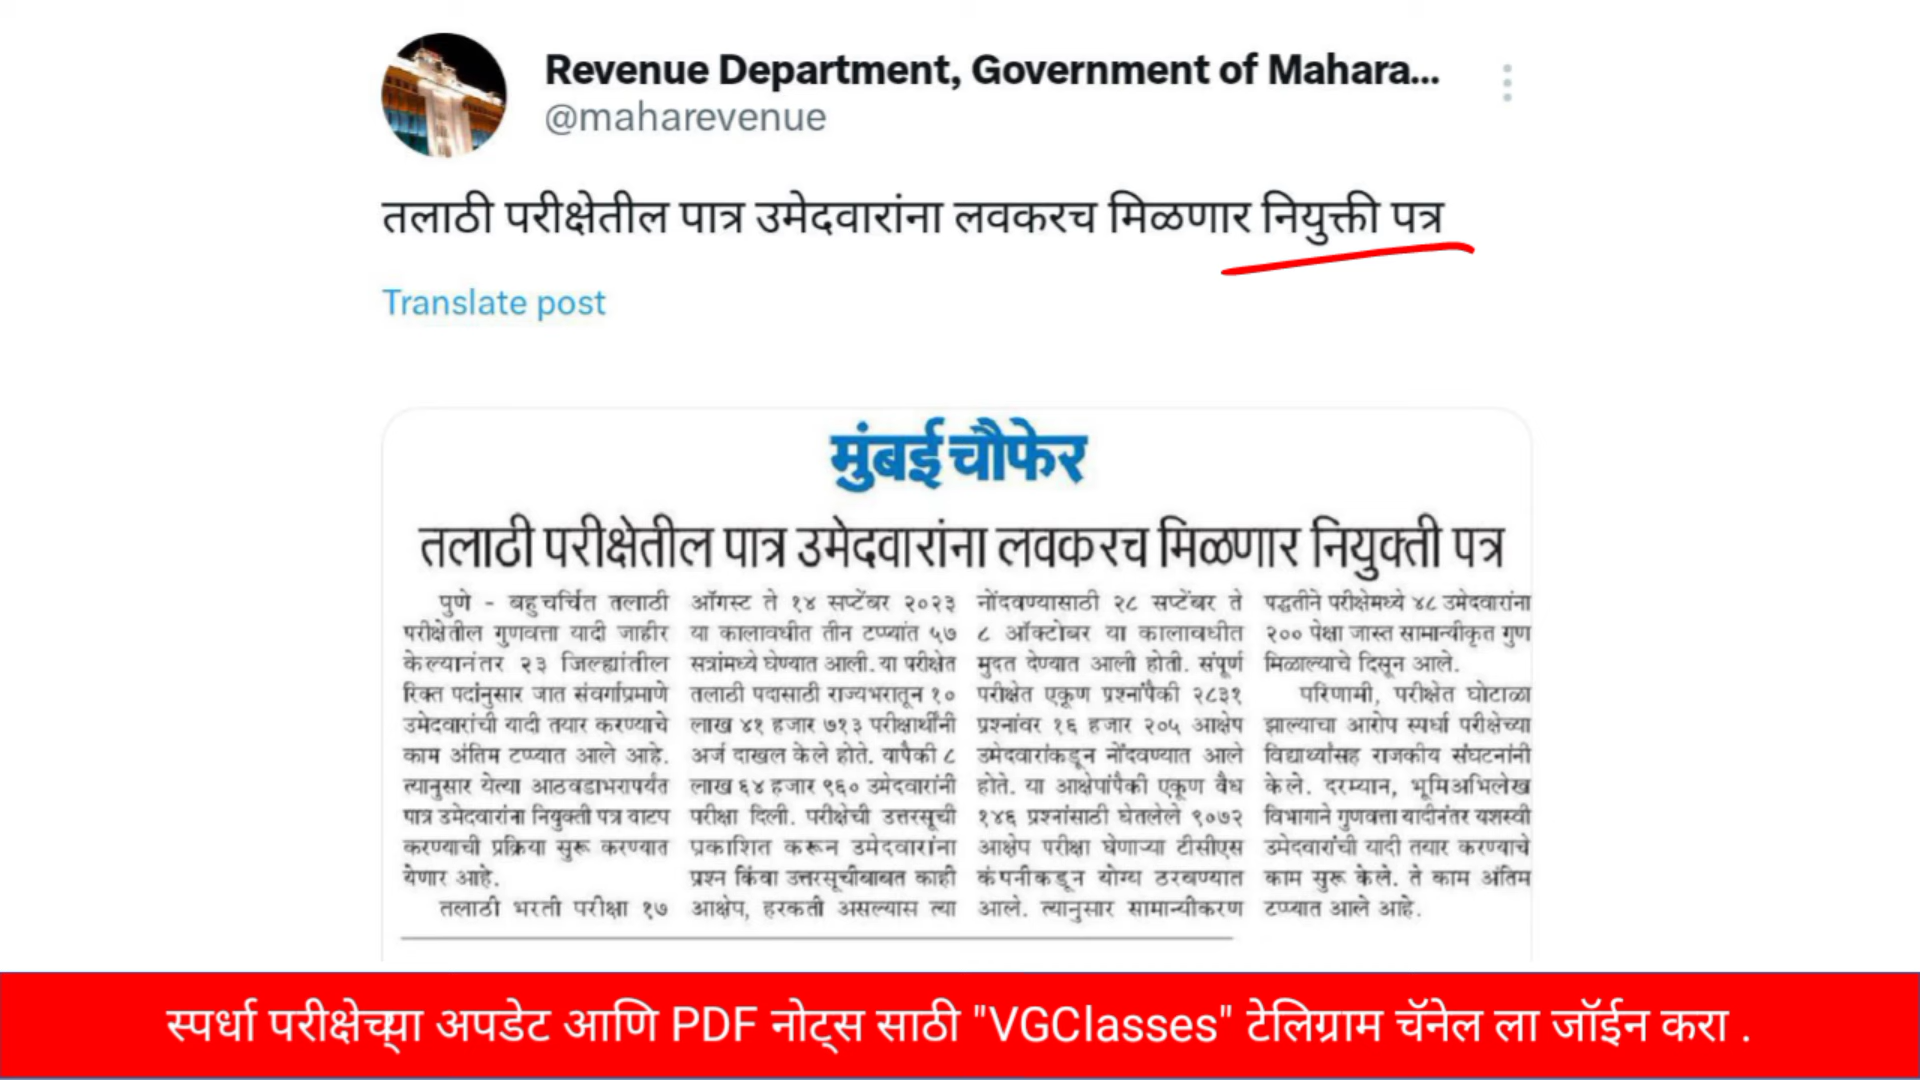 Revenue Department, Government of Mahara...
@maharevenue
तलाठी परीक्षेतील पात्र उमेदवारांना लवकरच मिळणार नियुक्ती पत्र
Translate post
मुंबई चौफेर
तलाठी परीक्षेतील पात्र उमेदवारांना लवकरच मिळणार नियुक्ती पत्र
पुणे - बहुचर्चित तलाठी
परीक्षेतील गुणवत्ता यादी जाहीर
केल्यानंतर २३ जिल्ह्यांतील
रिक्त पदांनुसार जात संवर्गाप्रमाणे
उमेदवारांची यादी तयार करण्याचे
काम अंतिम टप्प्यात आले आहे.
त्यानुसार येत्या आठवडाभरापर्यंत
पात्र उमेदवारांना नियुक्ती पत्र वाटप
करण्याची प्रक्रिया सुरू करण्यात
येणार आहे.
तलाठी भरती परीक्षा १७
ऑगस्ट ते १४ सप्टेंबर २०२३
या कालावधीत तीन टप्प्यांत ५७
सत्रांमध्ये घेण्यात आली. या परीक्षेत
तलाठी पदासाठी राज्यभरातून १०
लाख ४१ हजार ७१३ परीक्षार्थींनी
अर्ज दाखल केले होते. यापैकी ८
लाख ६४ हजार ९६० उमेदवारांनी
परीक्षा दिली. परीक्षेची उत्तरसूची
प्रकाशित करून उमेदवारांना
प्रश्न किंवा उत्तरसूचीबाबत काही
आक्षेप, हरकती असल्यास त्या
नोंदवण्यासाठी २८ सप्टेंबर ते
८ ऑक्टोबर या कालावधीत
मुदत देण्यात आली होती. संपूर्ण
परीक्षेत एकूण प्रश्नांपैकी २८३१
प्रश्नांवर १६ हजार २०५ आक्षेप
उमेदवारांकडून नोंदवण्यात आले
होते. या आक्षेपांपैकी एकूण वैध
१४६ प्रश्नांसाठी घेतलेले ९०७२
आक्षेप परीक्षा घेणाऱ्या टीसीएस
कंपनीकडून योग्य ठरवण्यात
आले. त्यानुसार सामान्यीकरण
पद्धतीने परीक्षेमध्ये ४८ उमेदवारांना
२०० पेक्षा जास्त सामान्यीकृत गुण
मिळाल्याचे दिसून आले.
परिणामी, परीक्षेत घोटाळा
झाल्याचा आरोप स्पर्धा परीक्षेच्या
विद्यार्थ्यांसह राजकीय संघटनांनी
केले. दरम्यान, भूमिअभिलेख
विभागाने गुणवत्ता यादीनंतर यशस्वी
उमेदवारांची यादी तयार करण्याचे
काम सुरू केले. ते काम अंतिम
टप्प्यात आले आहे.
स्पर्धा परीक्षेच्या अपडेट आणि PDF नोट्स साठी "VGClasses" टेलिग्राम चॅनेल ला जॉईन करा .